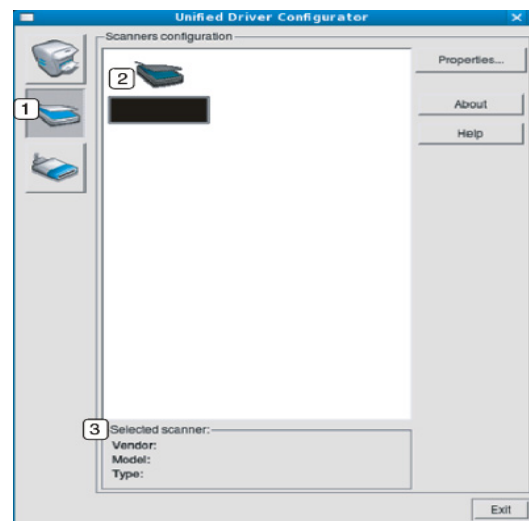 Unified Driver Configurator
Scanners configuration
Properties...
2
1
About
Help
3
Selected scanner:
Vendor:
Model:
Type:
Exit